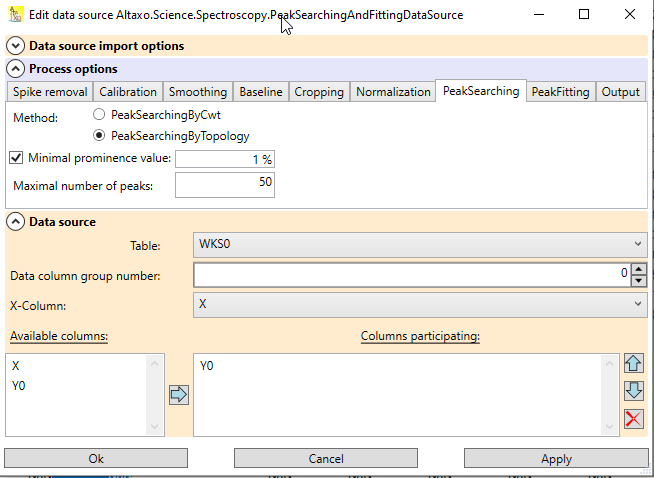 Edit data source Altaxo.Science.Spectroscopy.PeakSearchingAndFittingDataSource
Data source import options
Process options
Spike removal Calibration Smoothing Baseline Cropping Normalization PeakSearching PeakFitting Output
Method: PeakSearchingByCwt
PeakSearchingByTopology
Minimal prominence value: 1 %
Maximal number of peaks: 50
Data source
Table: WKS0
Data column group number: 0
X-Column: X
Available columns: Columns participating:
X Y0
Y0
Ok Cancel Apply